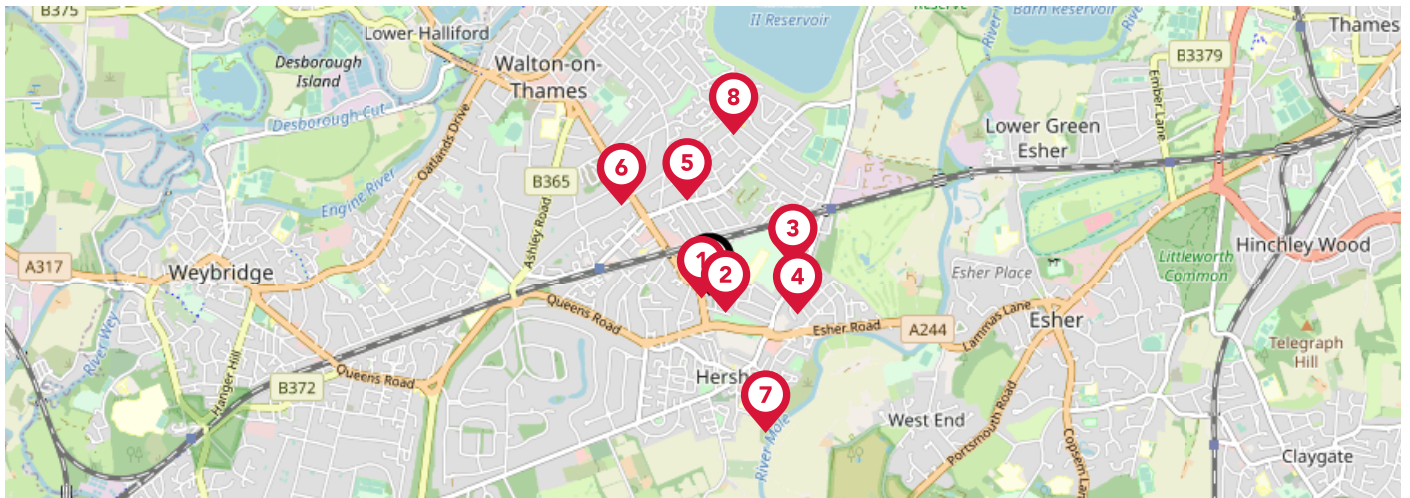 B375
Lower Halliford
Desborough
Island
Desborough Cut
Walton-on-
Thames
II Reservoir
Reserve
Barn Reservoir
Thames
B3379
Ember Lane
Lower Green
Esher
Oatlands Drive
Engine River
B365
Ashley Road
8
5
6
3
1
2
4
7
A317
Weybridge
River Wey
Queens Road
Esher Road
A244
Lammas Lane
Esher Place
Esher
Littleworth
Common
Hinchley Wood
Telegraph
Hill
Hanger Hill
B372
Queens Road
River Mole
West End
Portsmouth Road
Claygate